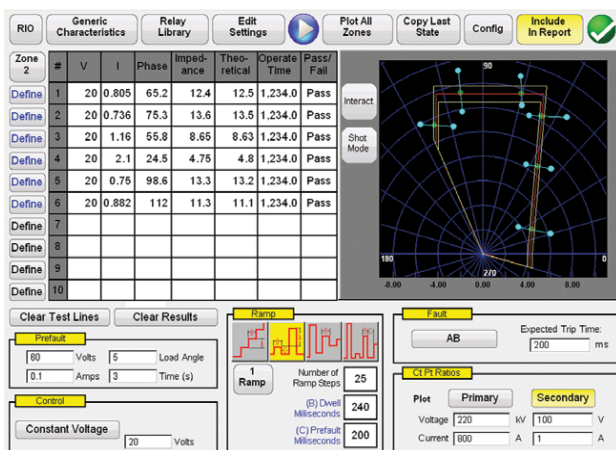 RIO Generic Characteristics Relay Library Edit Settings Plot All Zones Copy Last State Config Include In Report
Zone 2 # V I Phase Imped-ance Theo-retical Operate Time Pass/Fail
Define 1 20 0.805 65.2 12.4 12.5 1,234.0 Pass
Define 2 20 0.736 75.3 13.6 13.5 1,234.0 Pass
Define 3 20 1.16 55.8 8.65 8.63 1,234.0 Pass
Define 4 20 2.1 24.5 4.75 4.8 1,234.0 Pass
Define 5 20 0.75 98.6 13.3 13.2 1,234.0 Pass
Define 6 20 0.882 112 11.3 11.1 1,234.0 Pass
Define 7
Define 8
Define 9
Define 10
Interact
Shot Mode
90
180 0
270
-8.00 -4.00 0.00 4.00 8.00
Clear Test Lines Clear Results
Prefault
60 Volts 5 Load Angle
0.1 Amps 3 Time (s)
Control
Constant Voltage
20 Volts
Ramp
1 Ramp
Number of Ramp Steps 25
(B) Dwell Milliseconds 240
(C) Prefault Milliseconds 200
Fault
AB
Expected Trip Time:
200 ms
Ct Pt Ratios
Plot Primary Secondary
Voltage 220 kV 100 V
Current 800 A 1 A